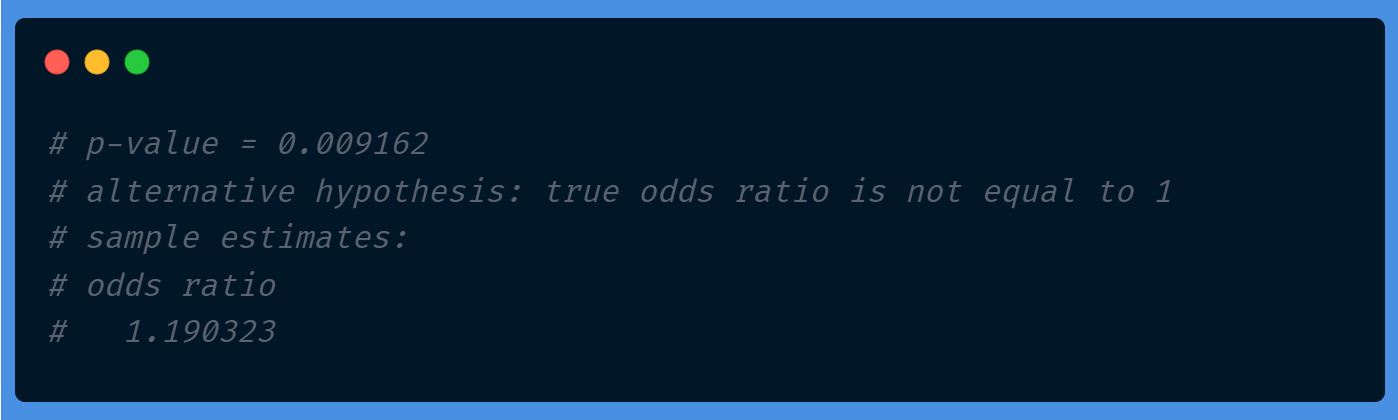 # p-value = 0.009162
# alternative hypothesis: true odds ratio is not equal to 1
# sample estimates:
# odds ratio
#   1.190323